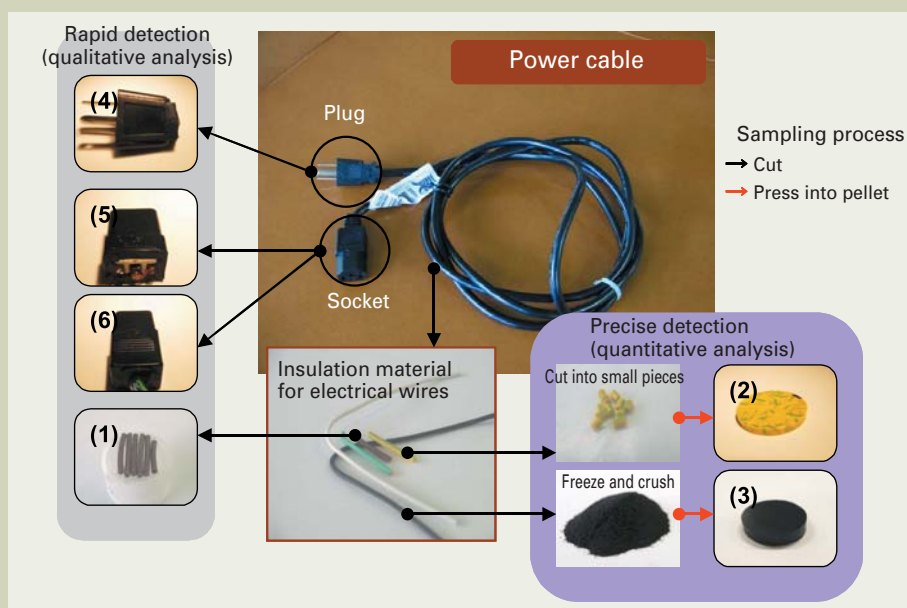 Rapid detection
(qualitative analysis)
(4)
(5)
(6)
(1)
Power cable
Plug
Socket
Sampling process
Cut
Press into pellet
Insulation material
for electrical wires
Precise detection
(quantitative analysis)
Cut into small pieces
(2)
Freeze and crush
(3)